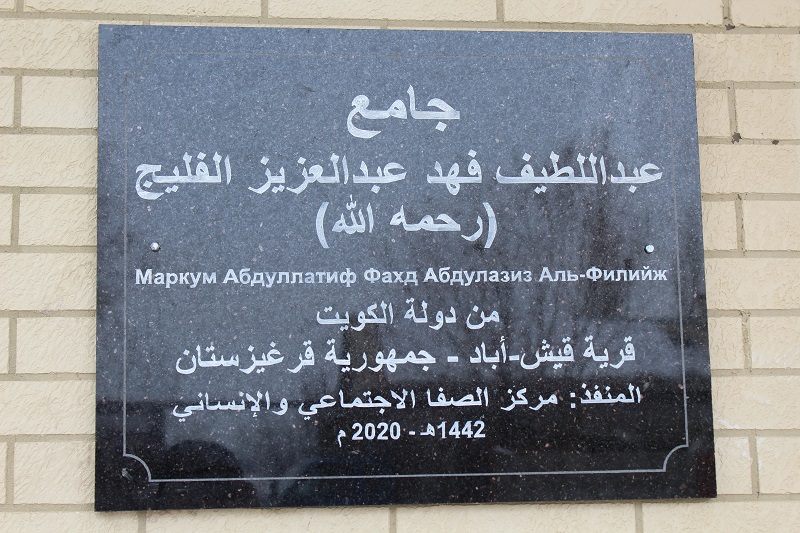 جامع
عبداللطيف فهد عبدالعزيز الفليج
(رحمه الله)
Маркум Абдуллатиф Фахд Абдулазиз Аль-Филийж
من دولة الكويت
قرية قيش-أباد - جمهورية قرغيزستان
المنفذ: مركز الصفا الاجتماعي والإنساني
1442هـ - 2020 م